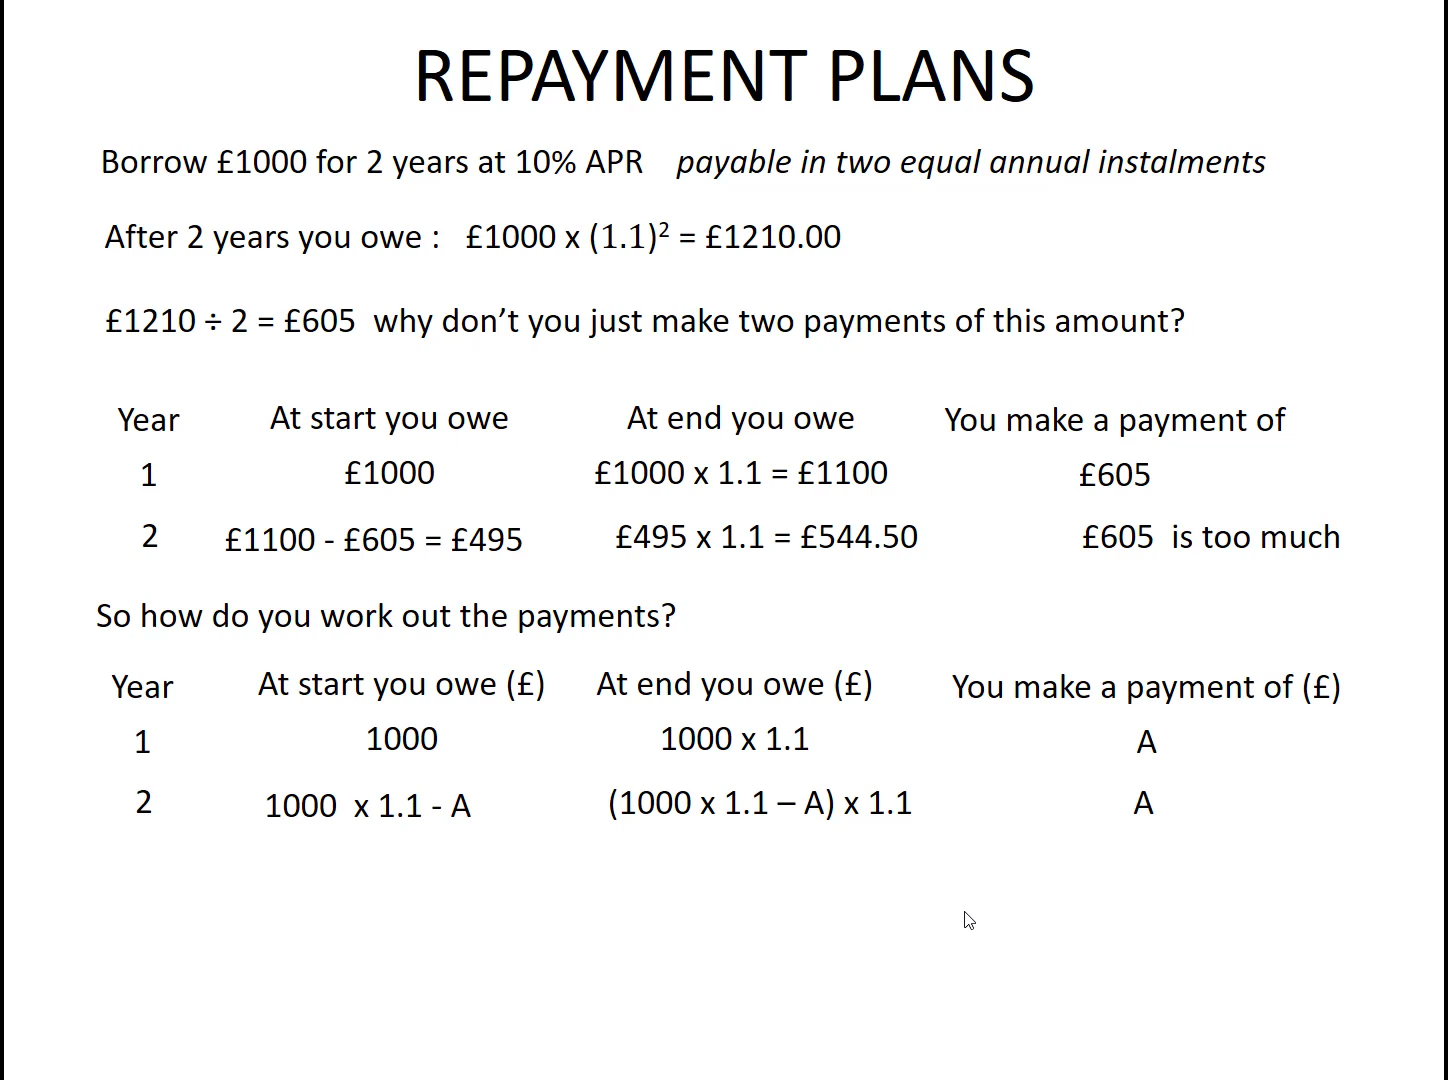 REPAYMENT PLANS
Borrow £1000 for 2 years at 10% APR payable in two equal annual instalments
After 2 years you owe : £1000 x (1.1)² = £1210.00
£1210 ÷ 2 = £605 why don’t you just make two payments of this amount?
Year At start you owe At end you owe You make a payment of
1 £1000 £1000 x 1.1 = £1100 £605
2 £1100 - £605 = £495 £495 x 1.1 = £544.50 £605 is too much
So how do you work out the payments?
Year At start you owe (£) At end you owe (£) You make a payment of (£)
1 1000 1000 x 1.1 A
2 1000 x 1.1 - A (1000 x 1.1 – A) x 1.1 A